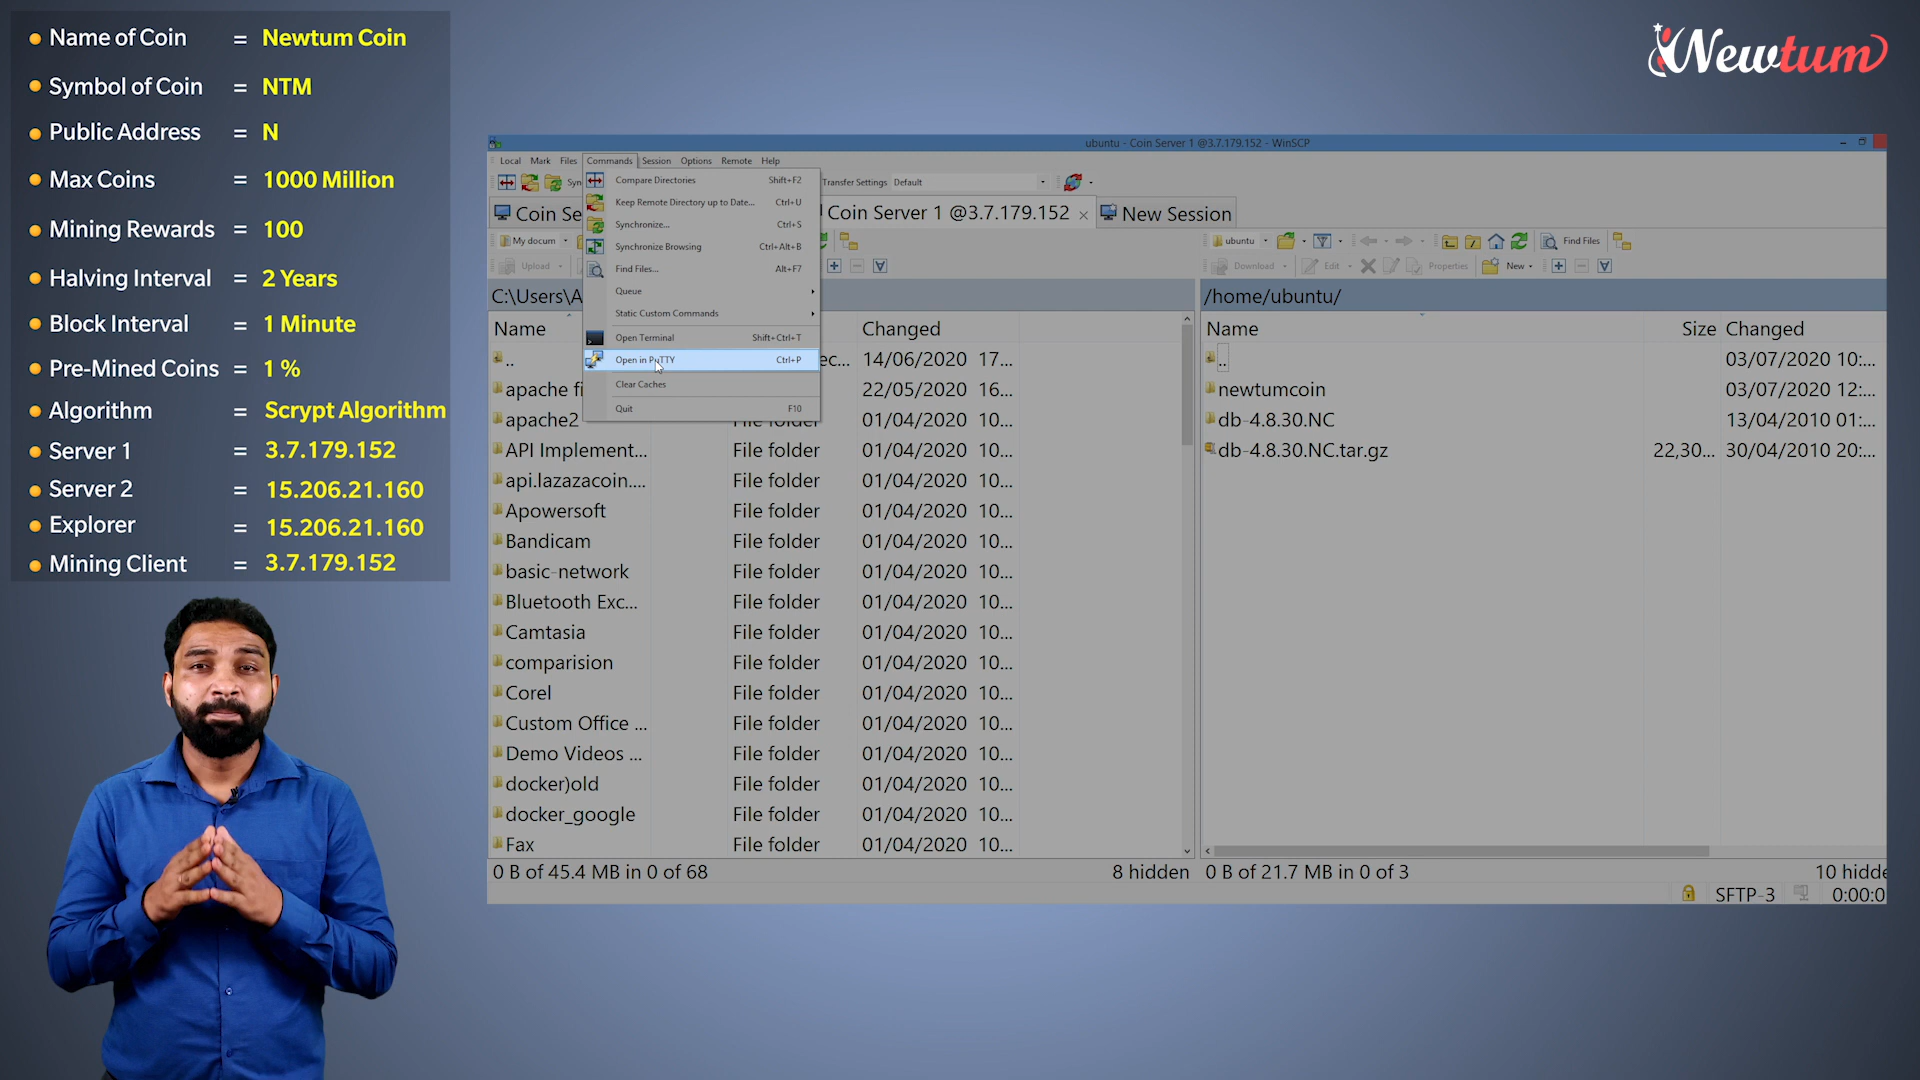 Name of Coin = Newtum Coin
Symbol of Coin = NTM
Public Address = N
Max Coins = 1000 Million
Mining Rewards = 100
Halving Interval = 2 Years
Block Interval = 1 Minute
Pre-Mined Coins = 1 %
Algorithm = Scrypt Algorithm
Server 1 = 3.7.179.152
Server 2 = 15.206.21.160
Explorer = 15.206.21.160
Mining Client = 3.7.179.152
Newtum
ubuntu - Coin Server 1 @3.7.179.152 - WinSCP
Local Mark Files Commands Session Options Remote Help
Syn Transfer Settings Default
Coin Se Coin Server 1 @3.7.179.152 New Session
My docum ubuntu Find Files
Upload Download Edit Properties New
Compare Directories Shift+F2
Keep Remote Directory up to Date... Ctrl+U
Synchronize... Ctrl+S
Synchronize Browsing Ctrl+Alt+B
Find Files... Alt+F7
Queue
Static Custom Commands
Open Terminal Shift+Ctrl+T
Open in PuTTY Ctrl+P
Clear Caches
Quit F10
C:\Users\A
Name Changed
.. ec... 14/06/2020 17...
apache fi 22/05/2020 16...
apache2 File folder 01/04/2020 10...
API Implement... File folder 01/04/2020 10...
api.lazazacoin.... File folder 01/04/2020 10...
Apowersoft File folder 01/04/2020 10...
Bandicam File folder 01/04/2020 10...
basic-network File folder 01/04/2020 10...
Bluetooth Exc... File folder 01/04/2020 10...
Camtasia File folder 01/04/2020 10...
comparision File folder 01/04/2020 10...
Corel File folder 01/04/2020 10...
Custom Office ... File folder 01/04/2020 10...
Demo Videos ... File folder 01/04/2020 10...
docker)old File folder 01/04/2020 10...
docker_google File folder 01/04/2020 10...
Fax File folder 01/04/2020 10...
0 B of 45.4 MB in 0 of 68 8 hidden
/home/ubuntu/
Name Size Changed
.. 03/07/2020 10:...
newtumcoin 03/07/2020 12:...
db-4.8.30.NC 13/04/2010 01:...
db-4.8.30.NC.tar.gz 22,30... 30/04/2010 20:...
0 B of 21.7 MB in 0 of 3 10 hidde
SFTP-3 0:00:0